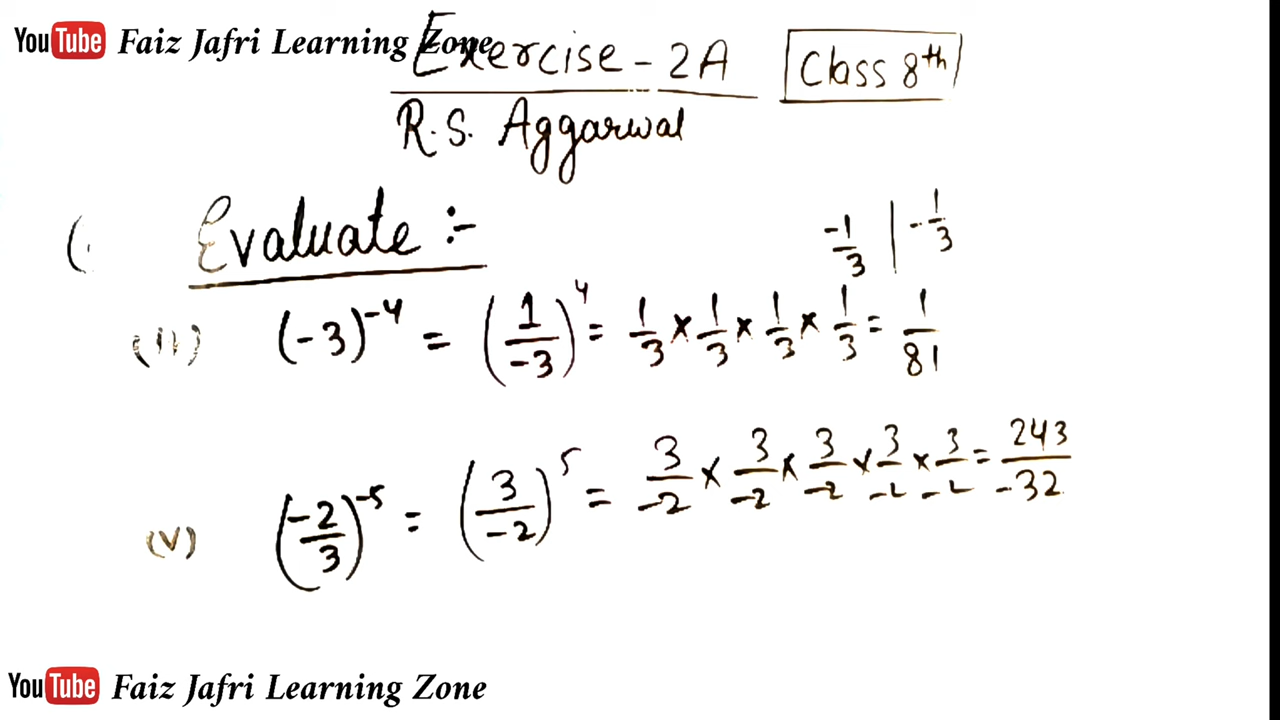 YouTube Faiz Jafri Learning Zone
Exercise - 2A Class 8th
R.S. Aggarwal
Evaluate :-
-1/3 | -1/3
(ii) (-3)^-4 = (1/-3)^4 = 1/3 × 1/3 × 1/3 × 1/3 = 1/81
(v) (-2/3)^-5 = (3/-2)^5 = 3/-2 × 3/-2 × 3/-2 × 3/-2 × 3/-2 = 243/-32
YouTube Faiz Jafri Learning Zone